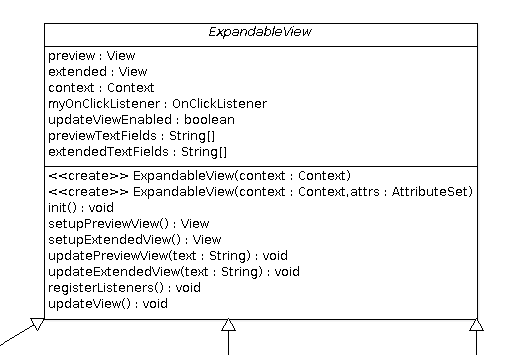 ExpandableView
preview : View
extended : View
context : Context
myOnClickListener : OnClickListener
updateViewEnabled : boolean
previewTextFields : String[]
extendedTextFields : String[]
<<create>> ExpandableView(context : Context)
<<create>> ExpandableView(context : Context,attrs : AttributeSet)
init() : void
setupPreviewView() : View
setupExtendedView() : View
updatePreviewView(text : String) : void
updateExtendedView(text : String) : void
registerListeners() : void
updateView() : void